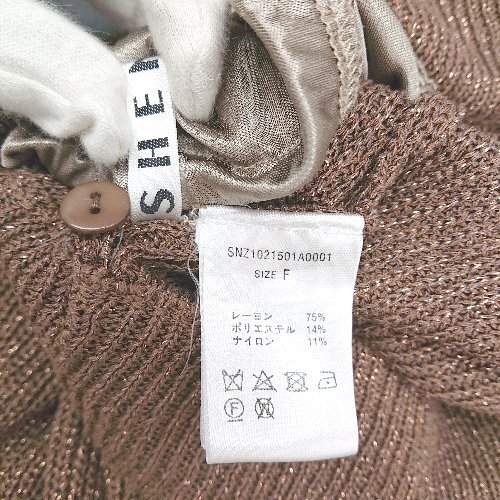 SHE
SNZ1021501A0001
SIZE F
レーヨン 75%
ポリエステル 14%
ナイロン 11%
F
W